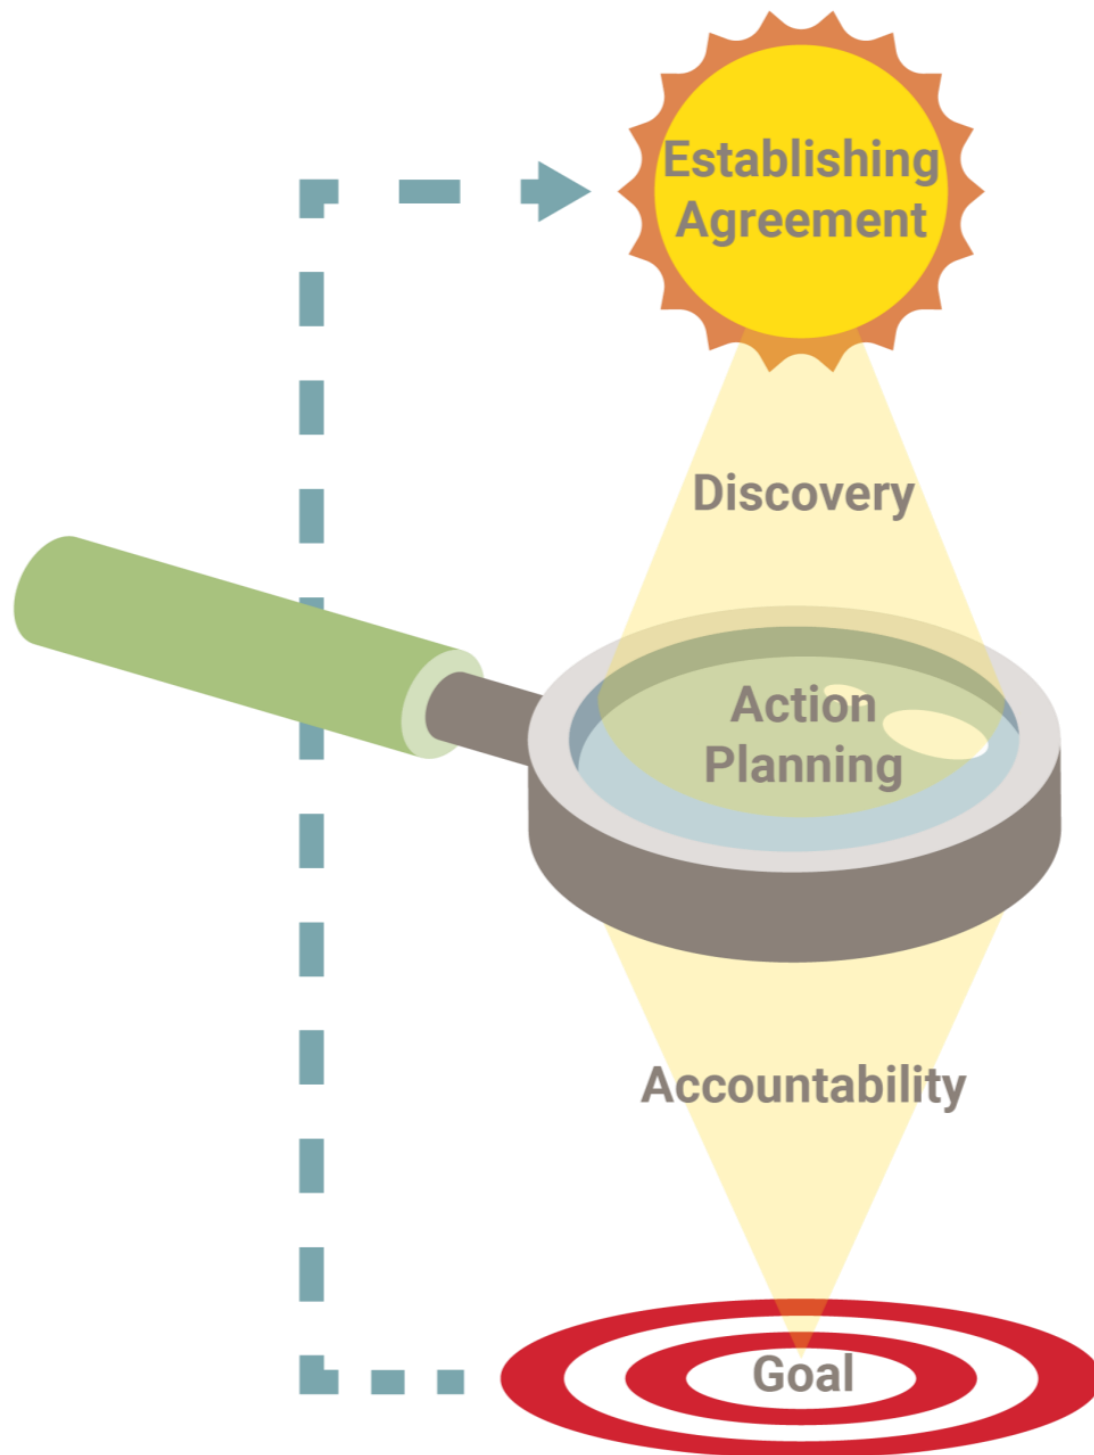 Establishing
Agreement
Discovery
Action
Planning
Accountability
Goal